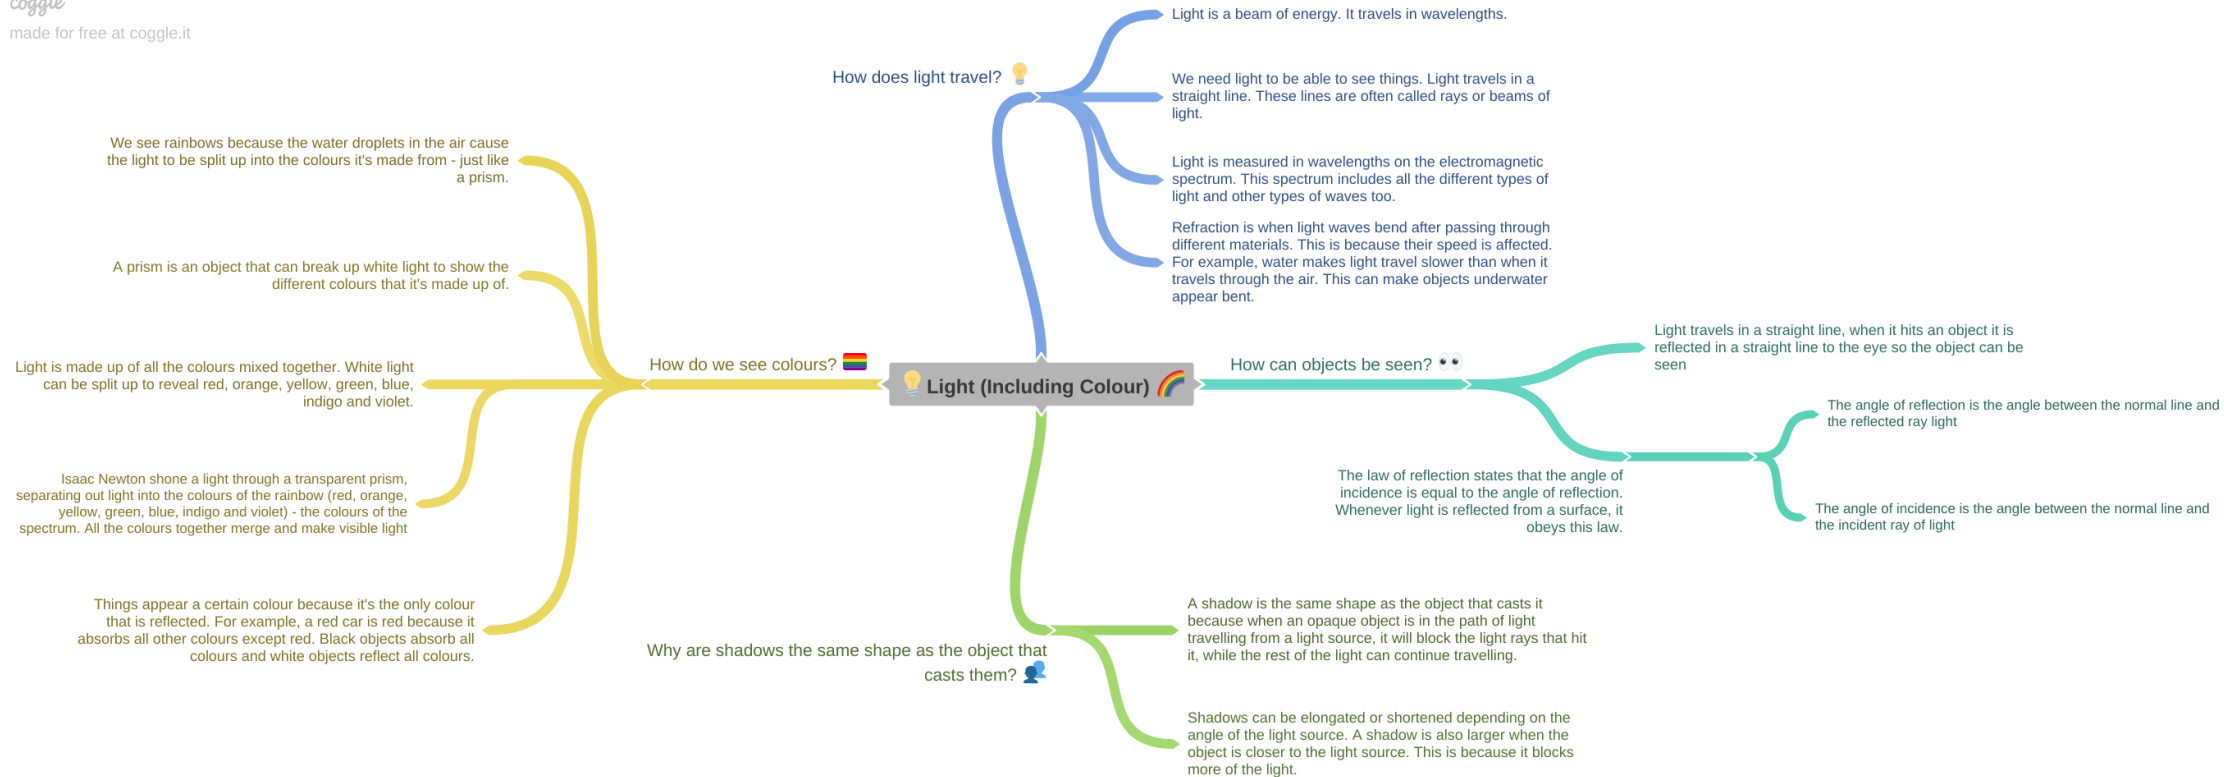 coggle
made for free at coggle.it
Light (Including Colour)
How does light travel?
Light is a beam of energy. It travels in wavelengths.
We need light to be able to see things. Light travels in a
straight line. These lines are often called rays or beams of
light.
Light is measured in wavelengths on the electromagnetic
spectrum. This spectrum includes all the different types of
light and other types of waves too.
Refraction is when light waves bend after passing through
different materials. This is because their speed is affected.
For example, water makes light travel slower than when it
travels through the air. This can make objects underwater
appear bent.
How can objects be seen?
Light travels in a straight line, when it hits an object it is
reflected in a straight line to the eye so the object can be
seen
The law of reflection states that the angle of
incidence is equal to the angle of reflection.
Whenever light is reflected from a surface, it
obeys this law.
The angle of reflection is the angle between the normal line and
the reflected ray light
The angle of incidence is the angle between the normal line and
the incident ray of light
Why are shadows the same shape as the object that
casts them?
A shadow is the same shape as the object that casts it
because when an opaque object is in the path of light
travelling from a light source, it will block the light rays that hit
it, while the rest of the light can continue travelling.
Shadows can be elongated or shortened depending on the
angle of the light source. A shadow is also larger when the
object is closer to the light source. This is because it blocks
more of the light.
How do we see colours?
We see rainbows because the water droplets in the air cause
the light to be split up into the colours it's made from - just like
a prism.
A prism is an object that can break up white light to show the
different colours that it's made up of.
Light is made up of all the colours mixed together. White light
can be split up to reveal red, orange, yellow, green, blue,
indigo and violet.
Isaac Newton shone a light through a transparent prism,
separating out light into the colours of the rainbow (red, orange,
yellow, green, blue, indigo and violet) - the colours of the
spectrum. All the colours together merge and make visible light
Things appear a certain colour because it's the only colour
that is reflected. For example, a red car is red because it
absorbs all other colours except red. Black objects absorb all
colours and white objects reflect all colours.